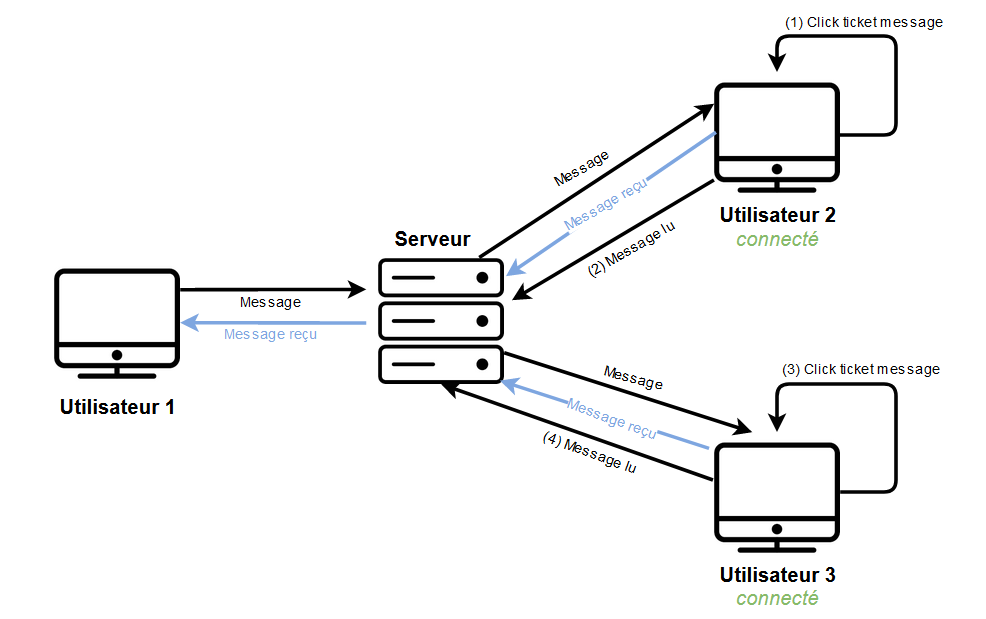 (1) Click ticket message
Message
Message reçu
(2) Message lu
Utilisateur 2
connecté
Serveur
Message
Message reçu
Utilisateur 1
(3) Click ticket message
Message
Message reçu
(4) Message lu
Utilisateur 3
connecté